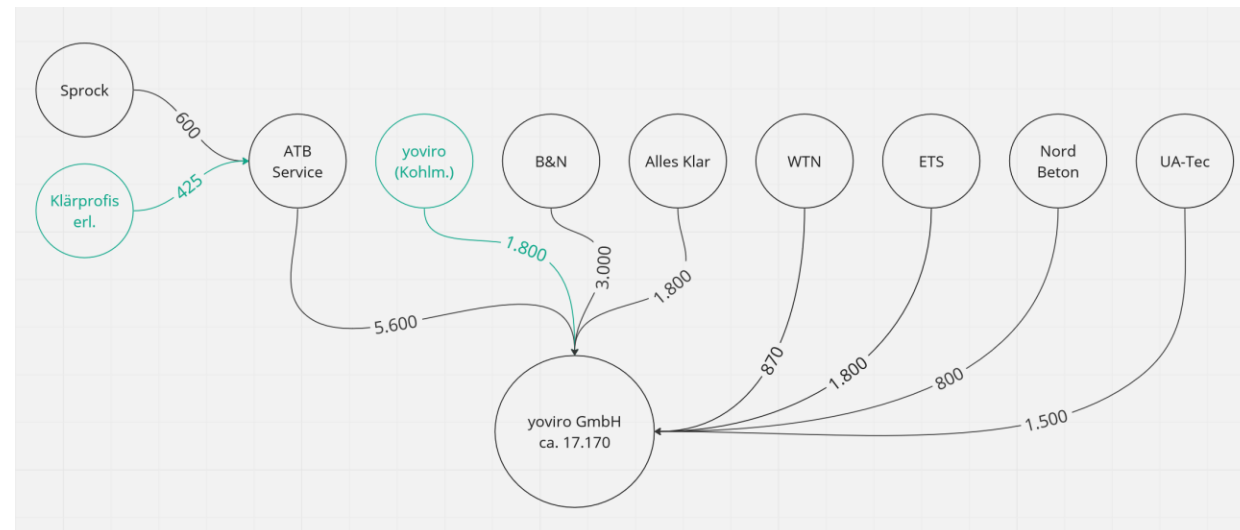 Sprock
600
Klärprofis
erl.
425
ATB
Service
yoviro
(Kohlm.)
B&N
Alles Klar
WTN
ETS
Nord
Beton
UA-Tec
5.600
1.800
3.000
1.800
870
1.800
800
1.500
yoviro GmbH
ca. 17.170